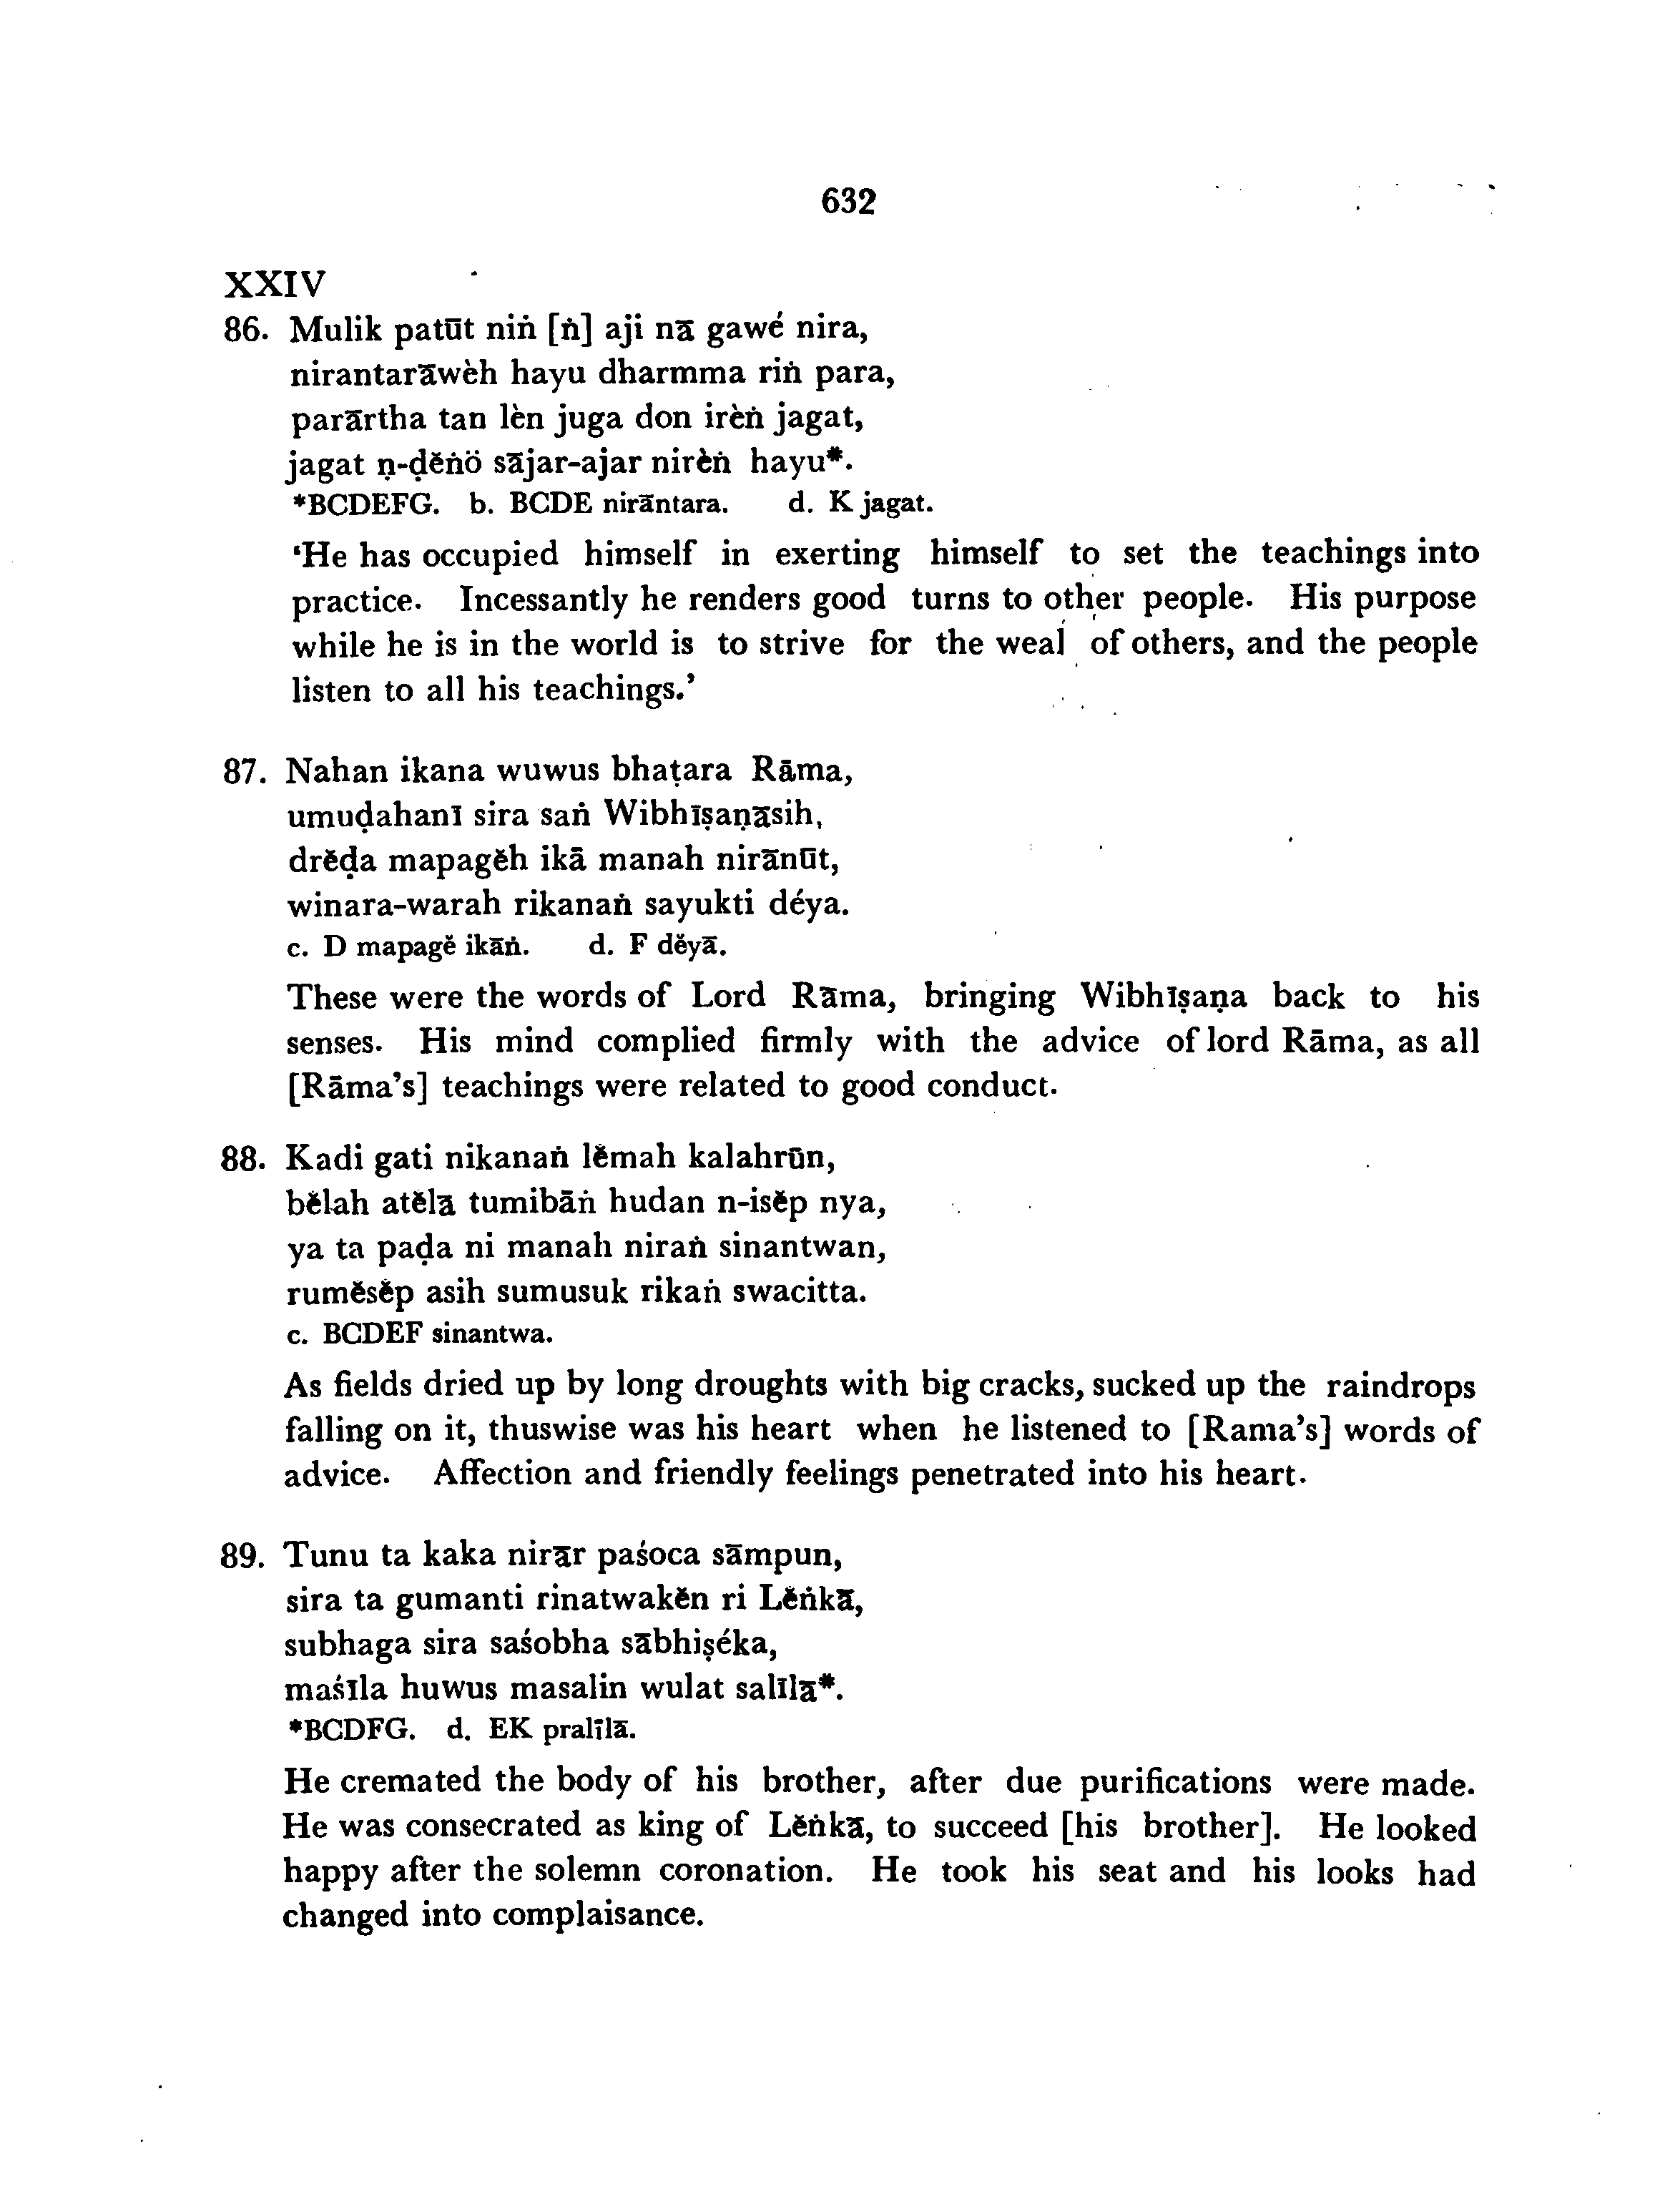 632
XXIV
86. Mulik patūt niṅ [ṅ] aji nā gawé nira,
nirantarāwèh hayu dharmma riṅ para,
parārtha tan lèn juga don irèṅ jagat,
jagat ṇ-ḍĕṅö sājar-ajar nirèṅ hayu*.
*BCDEFG. b. BCDE nirāntara. d. K jagat.
‘He has occupied himself in exerting himself to set the teachings into
practice. Incessantly he renders good turns to other people. His purpose
while he is in the world is to strive for the weal of others, and the people
listen to all his teachings.’
87. Nahan ikana wuwus bhaṭara Rāma,
umuḍahanī sira saṅ Wibhīṣaṇāsih,
drĕḍa mapagĕh ikā manah nirānūt,
winara-warah rikanaṅ sayukti déya.
c. D mapagĕ ikāṅ. d. F dĕyā.
These were the words of Lord Rāma, bringing Wibhīṣaṇa back to his
senses. His mind complied firmly with the advice of lord Rāma, as all
[Rāma’s] teachings were related to good conduct.
88. Kadi gati nikanaṅ lĕmah kalahrūn,
bĕlah atĕlā tumibāṅ hudan n-isĕp nya,
ya ta paḍa ni manah niraṅ sinantwan,
rumĕsĕp asih sumusuk rikaṅ swacitta.
c. BCDEF sinantwa.
As fields dried up by long droughts with big cracks, sucked up the raindrops
falling on it, thuswise was his heart when he listened to [Rama’s] words of
advice. Affection and friendly feelings penetrated into his heart.
89. Tunu ta kaka nirār paśoca sāmpun,
sira ta gumanti rinatwakĕn ri Lĕṅkā,
subhaga sira saśobha sābhiṣéka,
maśīla huwus masalin wulat salīlā*.
*BCDFG. d. EK pralīlā.
He cremated the body of his brother, after due purifications were made.
He was consecrated as king of Lĕṅkā, to succeed [his brother]. He looked
happy after the solemn coronation. He took his seat and his looks had
changed into complaisance.